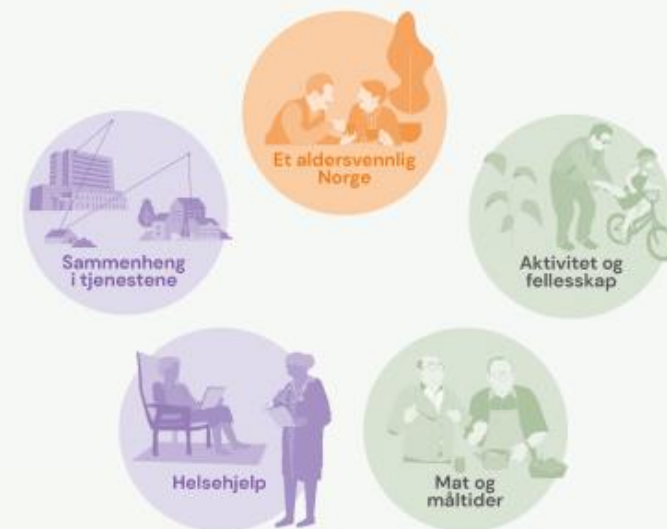 Et aldersvennlig
Norge
Sammenheng
i tjenestene
Aktivitet og
fellesskap
Helsehjelp
Mat og
måltider